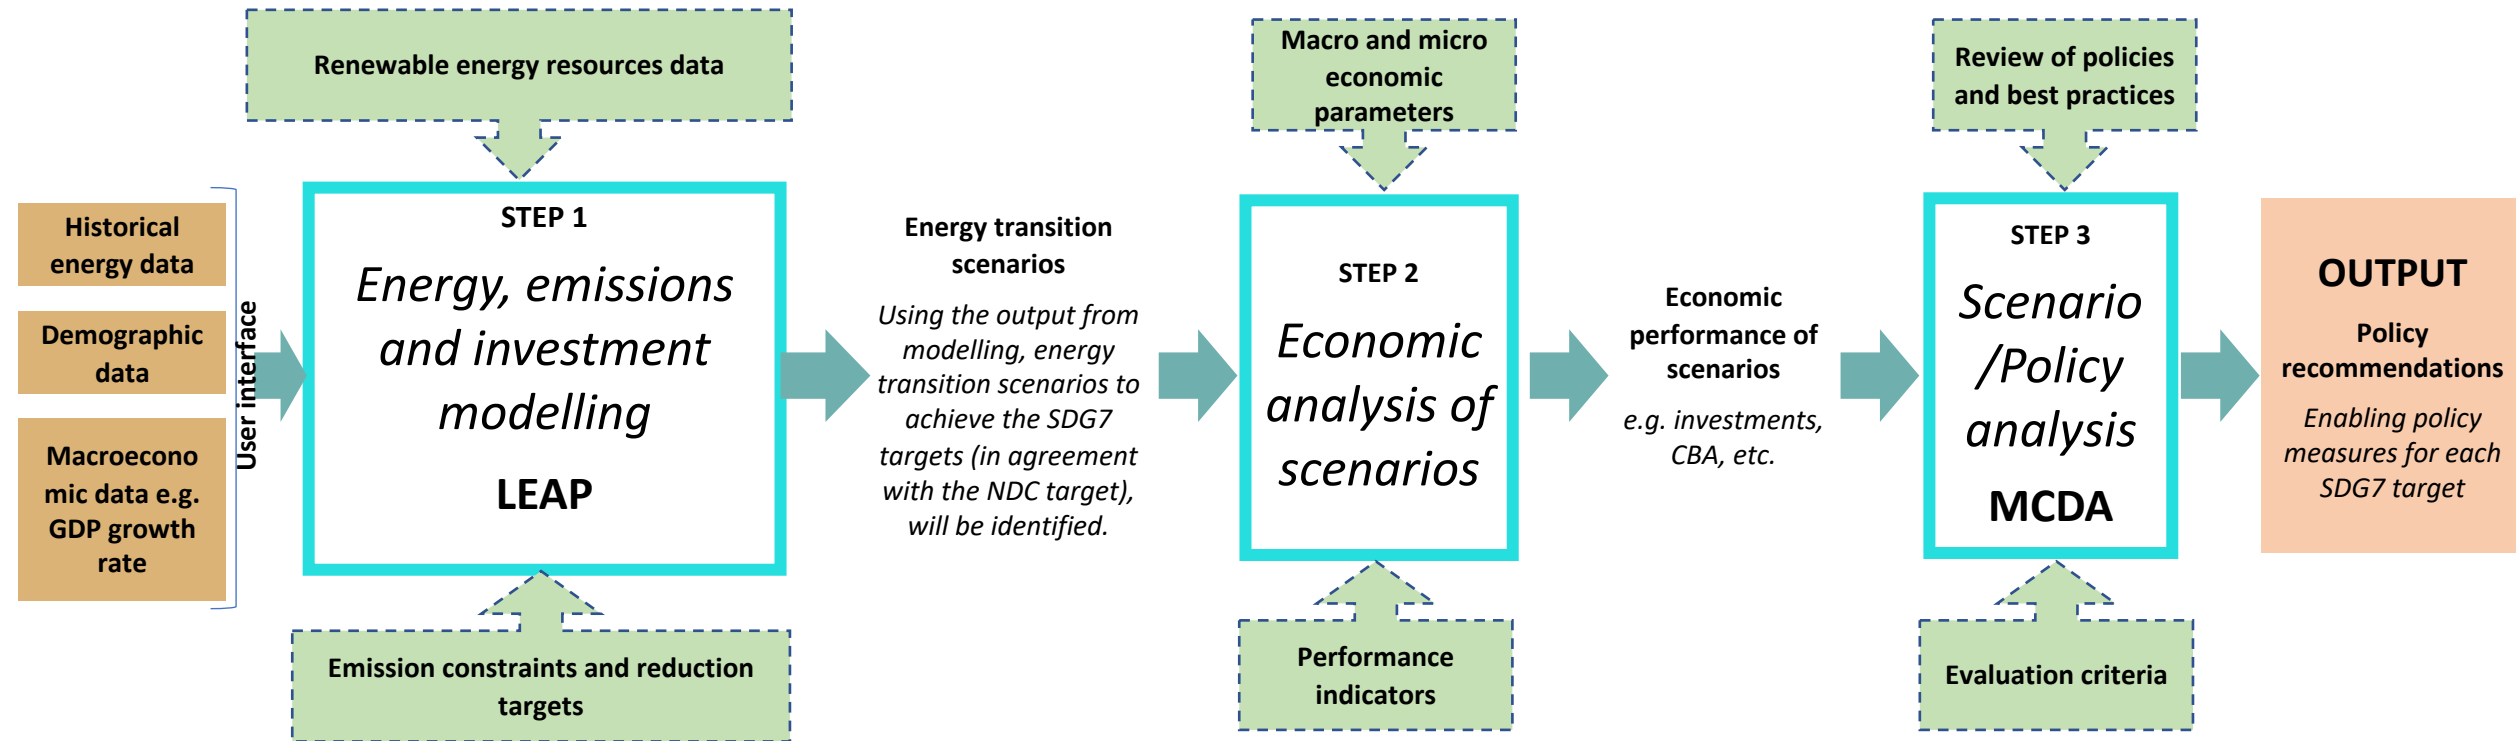 Renewable energy resources data
Macro and micro
economic
parameters
Review of policies
and best practices
Historical
energy data
Demographic
data
Macroecono
mic data e.g.
GDP growth
rate
User interface
STEP 1
Energy, emissions
and investment
modelling
LEAP
Energy transition
scenarios
Using the output from
modelling, energy
transition scenarios to
achieve the SDG7
targets (in agreement
with the NDC target),
will be identified.
STEP 2
Economic
analysis of
scenarios
Economic
performance of
scenarios
e.g. investments,
CBA, etc.
STEP 3
Scenario
/Policy
analysis
MCDA
OUTPUT
Policy
recommendations
Enabling policy
measures for each
SDG7 target
Emission constraints and reduction
targets
Performance
indicators
Evaluation criteria